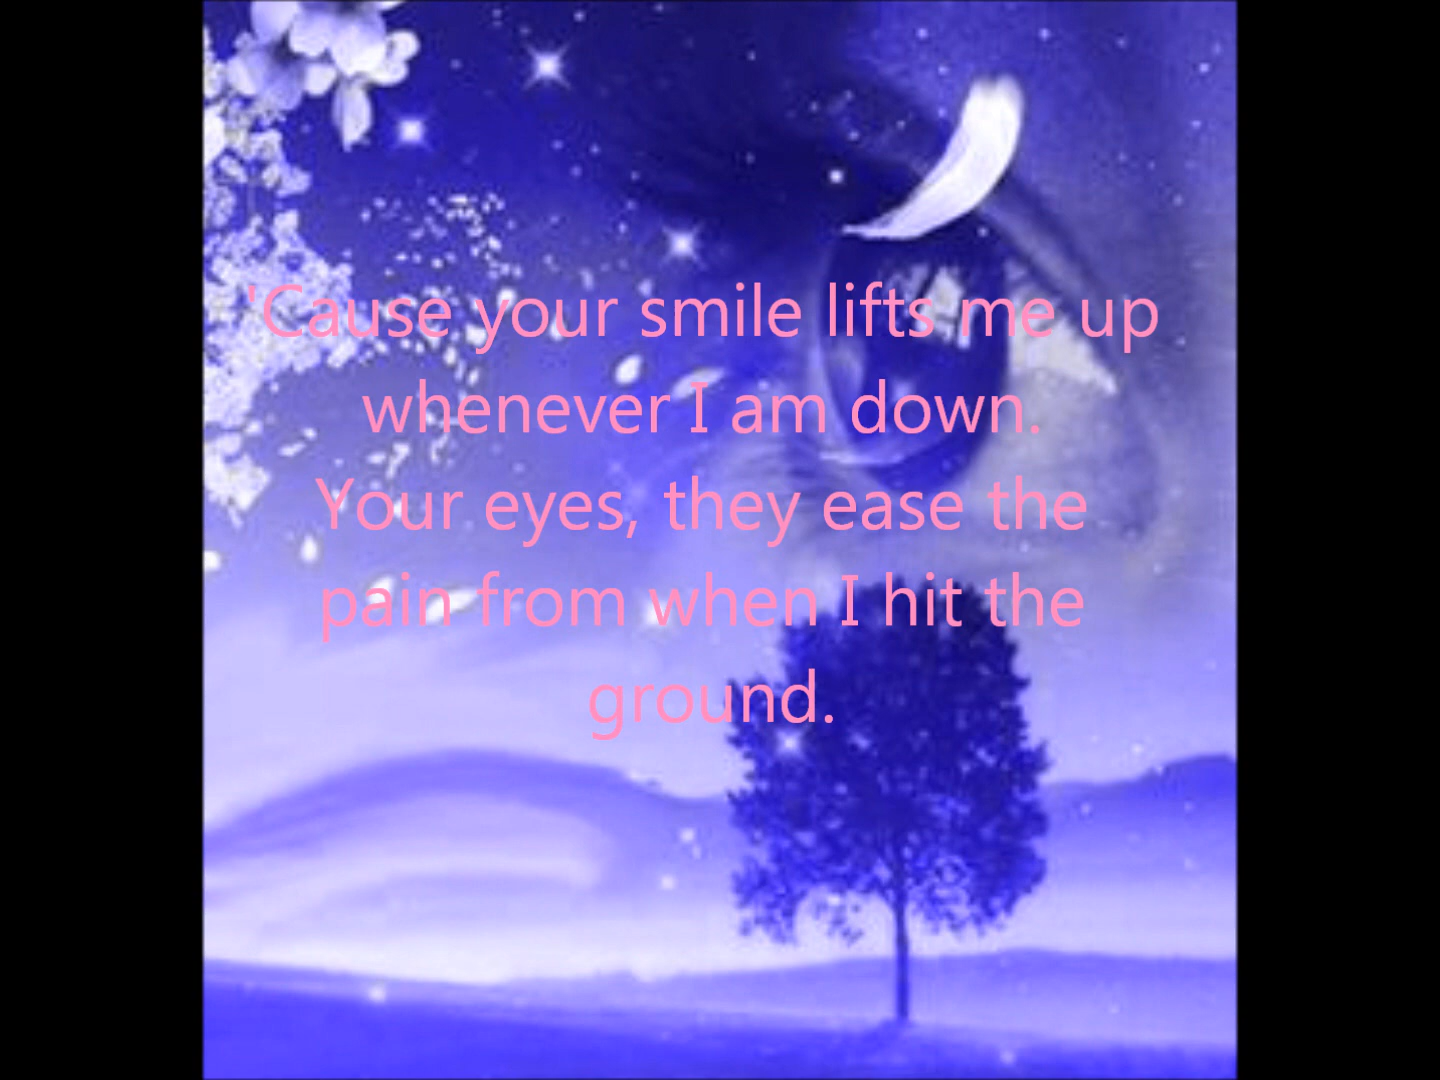 'Cause your smile lifts me up
whenever I am down.
Your eyes, they ease the
pain from when I hit the
ground.